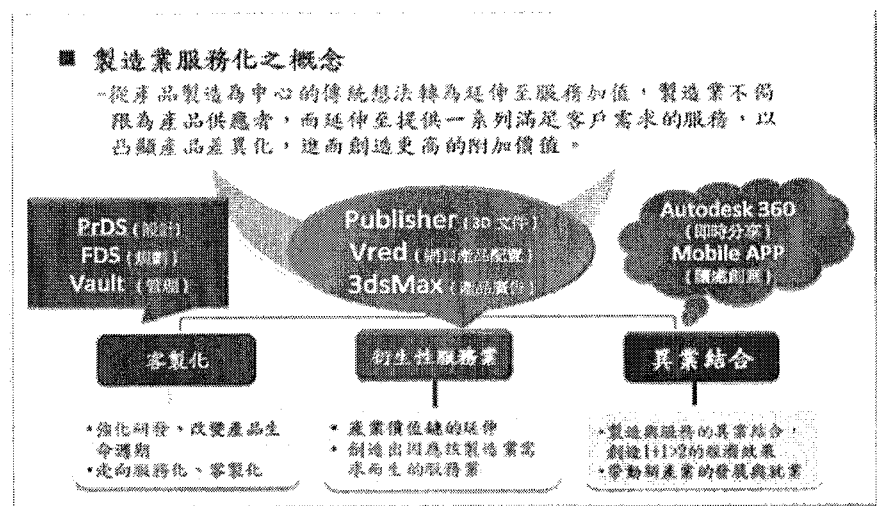 ■ 製造業服務化之概念
-從產品製造為中心的傳統想法轉為延伸至服務加值，製造業不侷
限為產品供應者，而延伸至提供一系列滿足客戶需求的服務，以
凸顯產品差異化，進而創造更高的附加價值。
PrDS (設計)
FDS (規劃)
Vault (管理)
Publisher (3D 文件)
Vred (網頁產品配置)
3dsMax (產品廣告)
Autodesk 360
(即時分享)
Mobile APP
(隨處創意)
客製化
•強化研發、改變產品生
命週期
•走向服務化、客製化
衍生性服務業
• 產業價值鏈的延伸
• 創造出因應該製造業需
求而生的服務業
異業結合
•製造與服務的異業結合，
創造1+1>2的
•帶動新產業的發展與就業